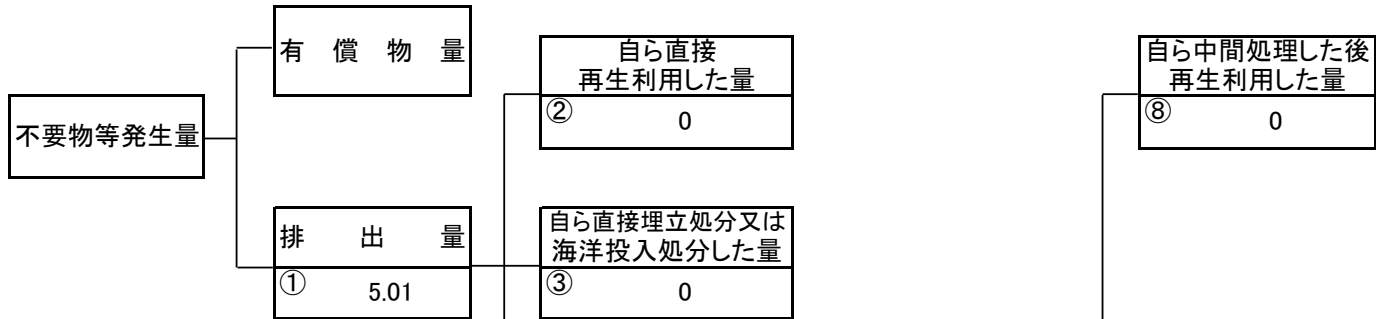 有償物量
自ら直接
再生利用した量
② 0
自ら中間処理した後
再生利用した量
⑧ 0
不要物等発生量
排出量
① 5.01
自ら直接埋立処分又は
海洋投入処分した量
③ 0